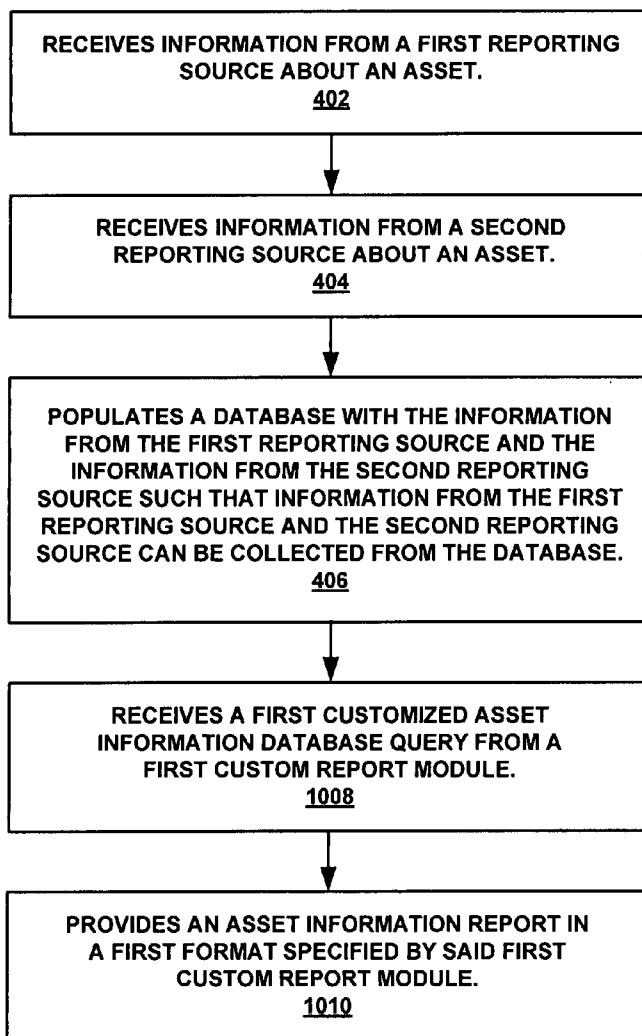 RECEIVES INFORMATION FROM A FIRST REPORTING
SOURCE ABOUT AN ASSET.
402
RECEIVES INFORMATION FROM A SECOND
REPORTING SOURCE ABOUT AN ASSET.
404
POPULATES A DATABASE WITH THE INFORMATION
FROM THE FIRST REPORTING SOURCE AND THE
INFORMATION FROM THE SECOND REPORTING
SOURCE SUCH THAT INFORMATION FROM THE FIRST
REPORTING SOURCE AND THE SECOND REPORTING
SOURCE CAN BE COLLECTED FROM THE DATABASE.
406
RECEIVES A FIRST CUSTOMIZED ASSET
INFORMATION DATABASE QUERY FROM A
FIRST CUSTOM REPORT MODULE.
1008
PROVIDES AN ASSET INFORMATION REPORT IN
A FIRST FORMAT SPECIFIED BY SAID FIRST
CUSTOM REPORT MODULE.
1010